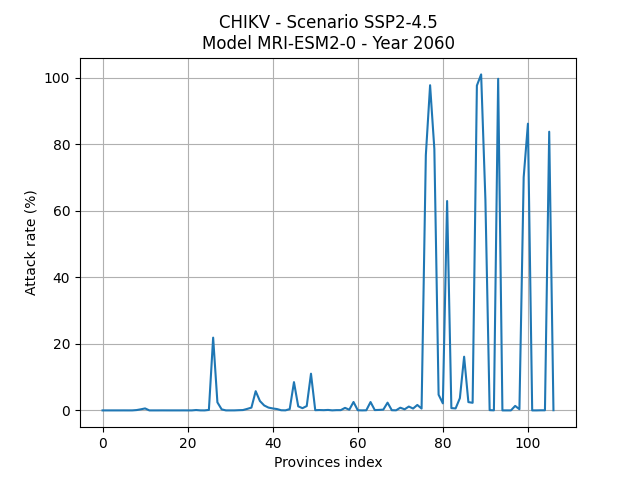 CHIKV - Scenario SSP2-4.5
Model MRI-ESM2-0 - Year 2060
100
80
60
40
20
0
Attack rate (%)
0 20 40 60 80 100
Provinces index